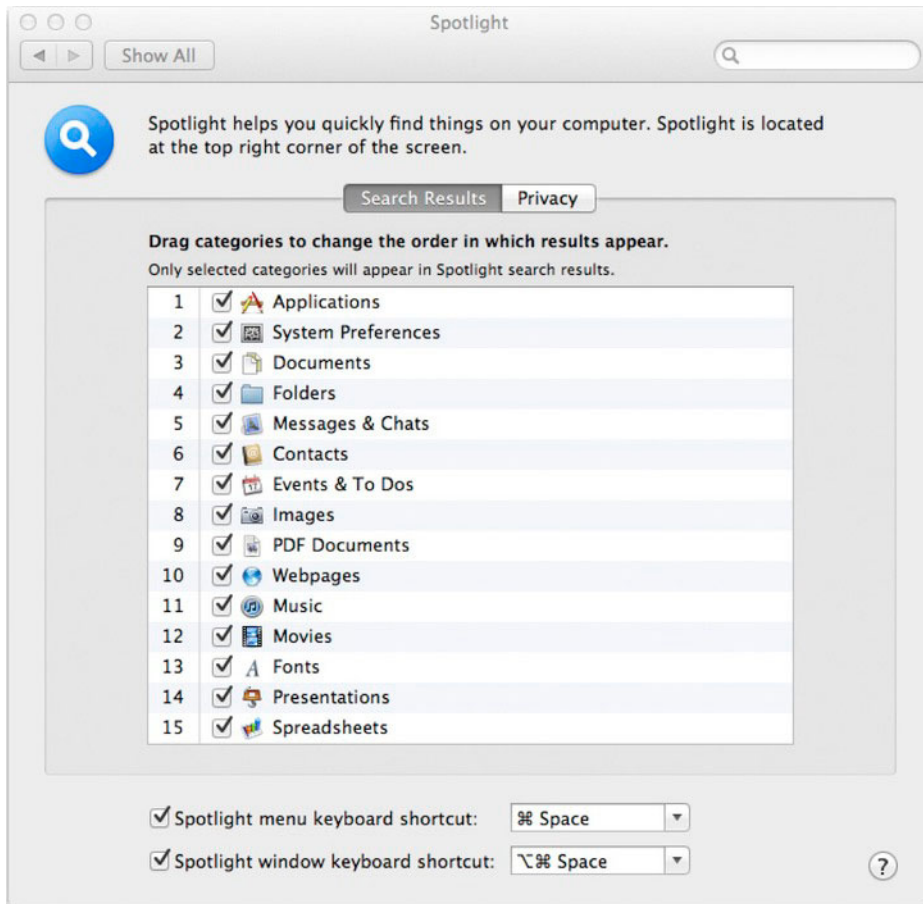 Spotlight
Show All
Spotlight helps you quickly find things on your computer. Spotlight is located
at the top right corner of the screen.
Search Results Privacy
Drag categories to change the order in which results appear.
Only selected categories will appear in Spotlight search results.
1 Applications
2 System Preferences
3 Documents
4 Folders
5 Messages & Chats
6 Contacts
7 Events & To Dos
8 Images
9 PDF Documents
10 Webpages
11 Music
12 Movies
13 Fonts
14 Presentations
15 Spreadsheets
Spotlight menu keyboard shortcut: ⌘ Space
Spotlight window keyboard shortcut: ⌥⌘ Space
?